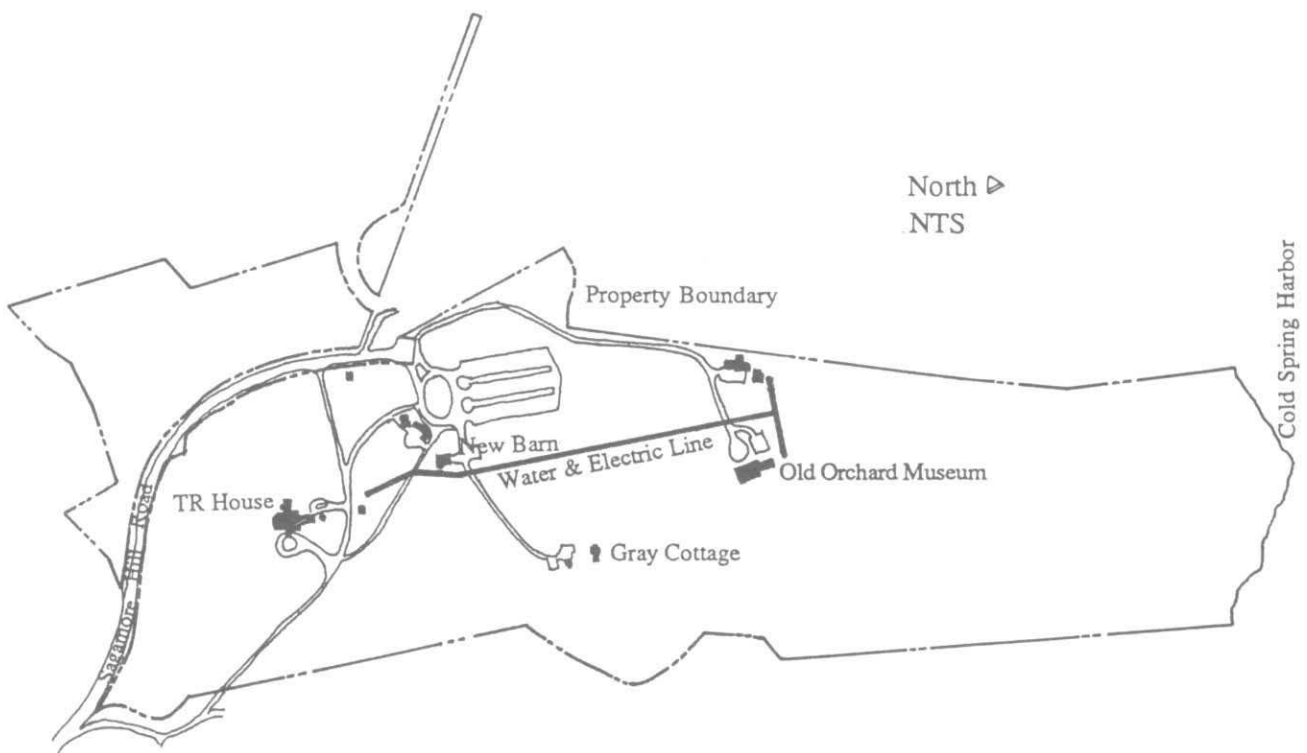 North
NTS
Property Boundary
Cold Spring Harbor
New Barn
Water & Electric Line
Old Orchard Museum
TR House
Sagamore Hill Road
Gray Cottage